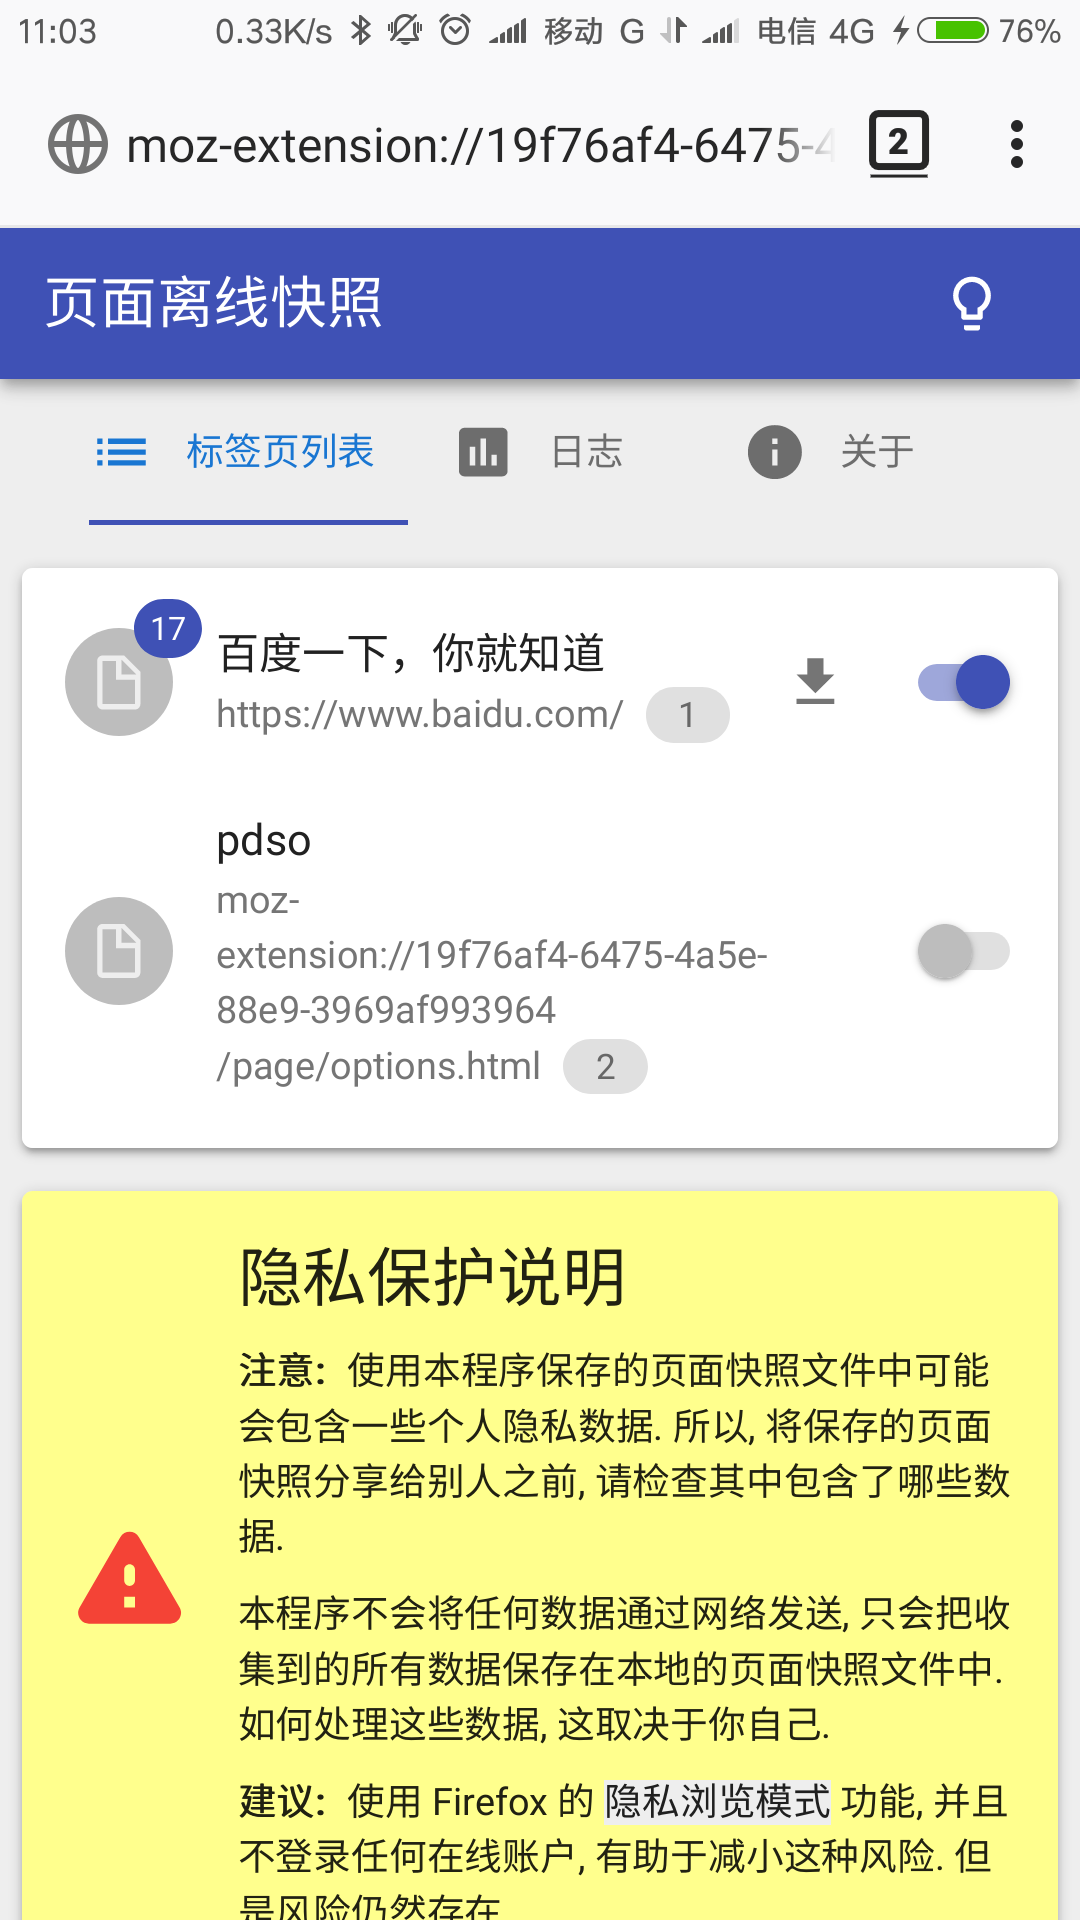 11:03 0.33K/s 移动 G 电信 4G 76%
moz-extension://19f76af4-6475-4
2
页面离线快照
标签页列表 日志 关于
17
百度一下，你就知道
https://www.baidu.com/ 1
pdso
moz-
extension://19f76af4-6475-4a5e-
88e9-3969af993964
/page/options.html 2
隐私保护说明
注意: 使用本程序保存的页面快照文件中可能
会包含一些个人隐私数据. 所以, 将保存的页面
快照分享给别人之前, 请检查其中包含了哪些数
据.
本程序不会将任何数据通过网络发送, 只会把收
集到的所有数据保存在本地的页面快照文件中.
如何处理这些数据, 这取决于你自己.
建议: 使用 Firefox 的 隐私浏览模式 功能, 并且
不登录任何在线账户, 有助于减小这种风险. 但
是风险仍然存在